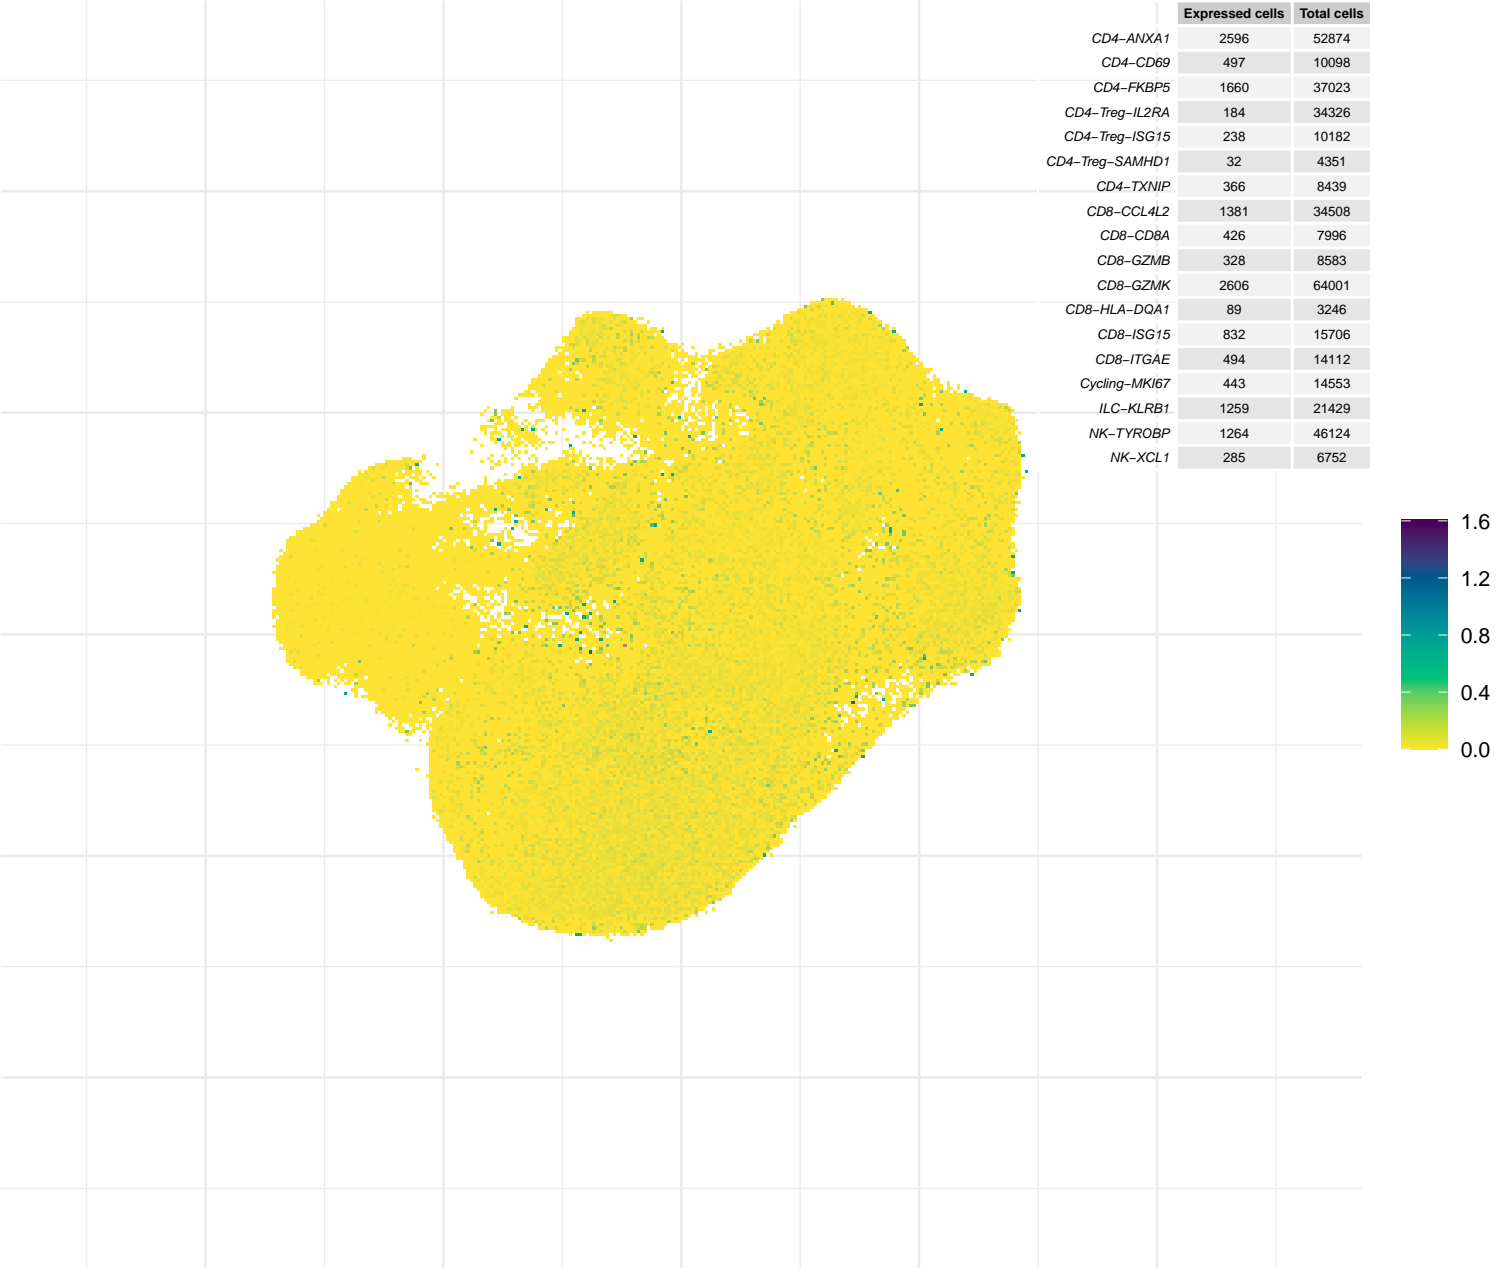 Expressed cells Total cells
CD4−ANXA1 2596 52874
CD4−CD69 497 10098
CD4−FKBP5 1660 37023
CD4−Treg−IL2RA 184 34326
CD4−Treg−ISG15 238 10182
CD4−Treg−SAMHD1 32 4351
CD4−TXNIP 366 8439
CD8−CCL4L2 1381 34508
CD8−CD8A 426 7996
CD8−GZMB 328 8583
CD8−GZMK 2606 64001
CD8−HLA−DQA1 89 3246
CD8−ISG15 832 15706
CD8−ITGAE 494 14112
Cycling−MKI67 443 14553
ILC−KLRB1 1259 21429
NK−TYROBP 1264 46124
NK−XCL1 285 6752
1.6
1.2
0.8
0.4
0.0